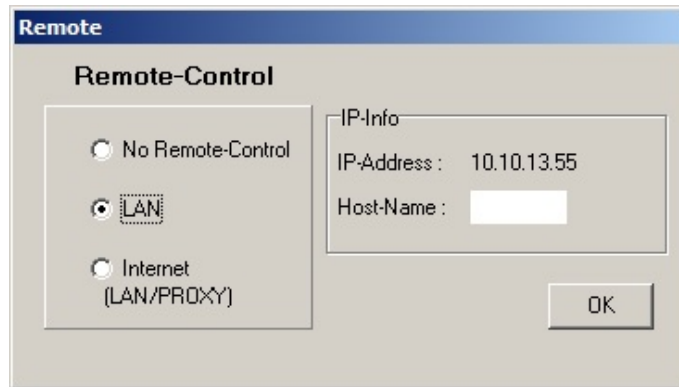 Remote
Remote-Control
No Remote-Control
LAN
Internet
(LAN/PROXY)
IP-Info
IP-Address : 10.10.13.55
Host-Name :
OK